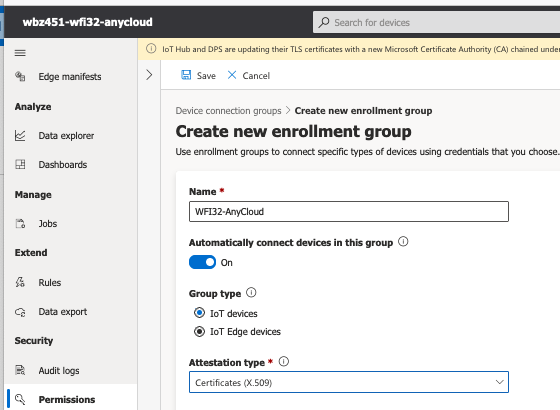 wbz451-wfi32-anycloud
Search for devices
IoT Hub and DPS are updating their TLS certificates with a new Microsoft Certificate Authority (CA) chained under
Edge manifests
Save
Cancel
Device connection groups > Create new enrollment group
Create new enrollment group
Use enrollment groups to connect specific types of devices using credentials that you choose.
Analyze
Data explorer
Dashboards
Manage
Jobs
Extend
Rules
Data export
Security
Audit logs
Permissions
Name *
WFI32-AnyCloud
Automatically connect devices in this group
On
Group type
IoT devices
IoT Edge devices
Attestation type *
Certificates (X.509)